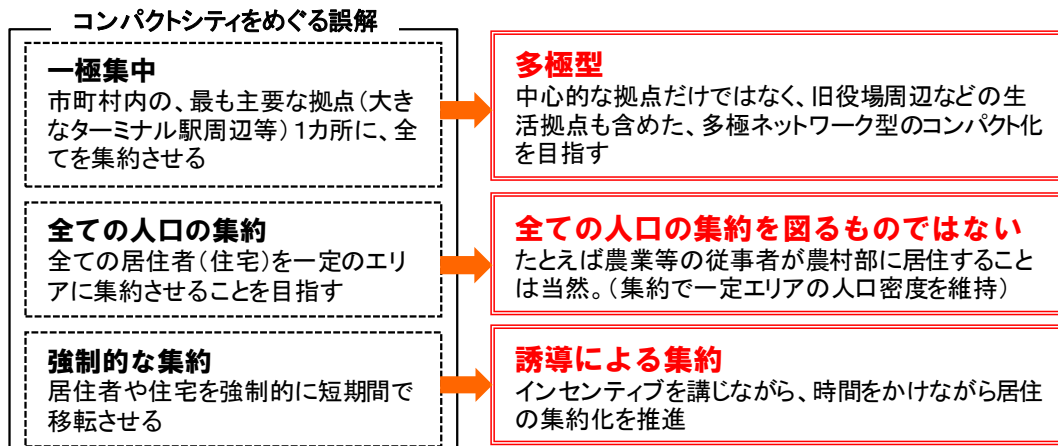 コンパクトシティをめぐる誤解
一極集中
市町村内の、最も主要な拠点（大き
なターミナル駅周辺等）1カ所に、全
てを集約させる
多極型
中心的な拠点だけではなく、旧役場周辺などの生
活拠点も含めた、多極ネットワーク型のコンパクト化
を目指す
全ての人口の集約
全ての居住者（住宅）を一定のエリ
アに集約させることを目指す
全ての人口の集約を図るものではない
たとえば農業等の従事者が農村部に居住すること
は当然。（集約で一定エリアの人口密度を維持）
強制的な集約
居住者や住宅を強制的に短期間で
移転させる
誘導による集約
インセンティブを講じながら、時間をかけながら居住
の集約化を推進